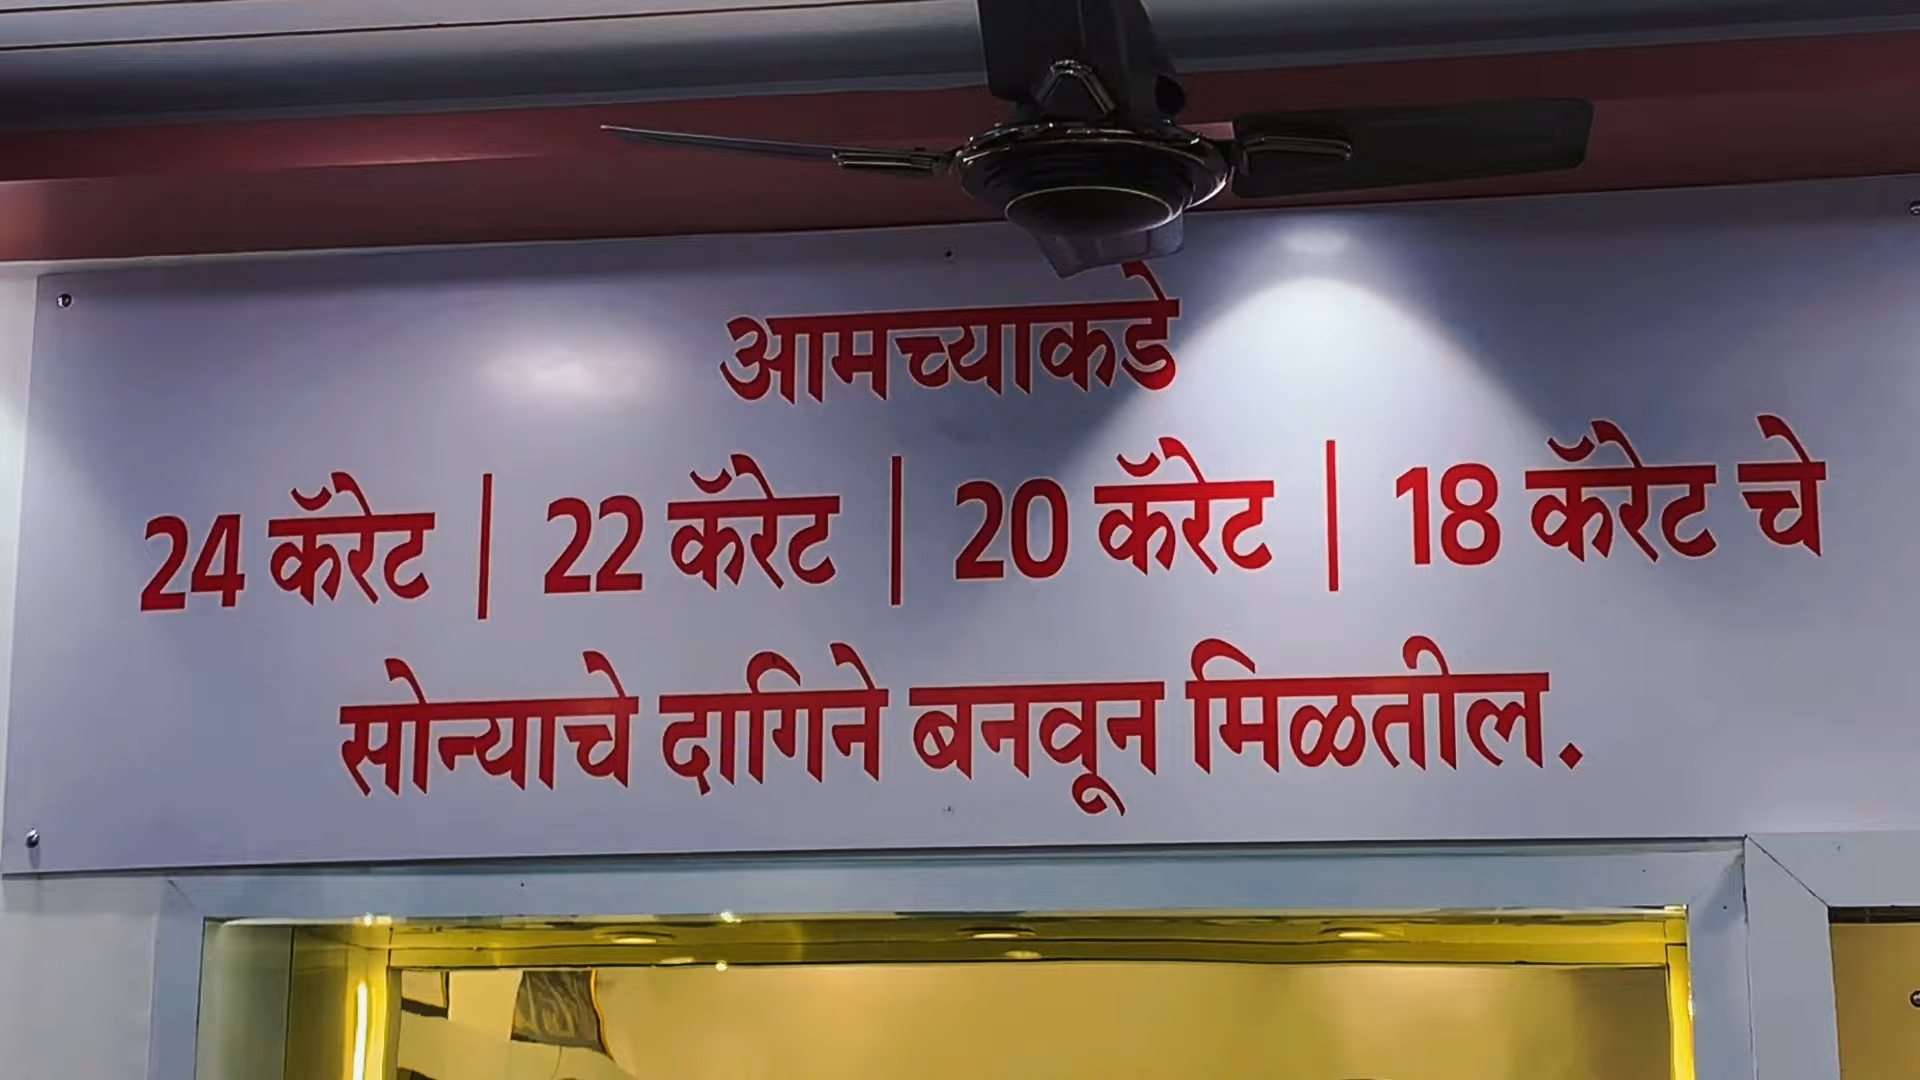 आमच्याकडे
24 कॅरेट | 22 कॅरेट | 20 कॅरेट | 18 कॅरेट चे
सोन्याचे दागिने बनवून मिळतील.